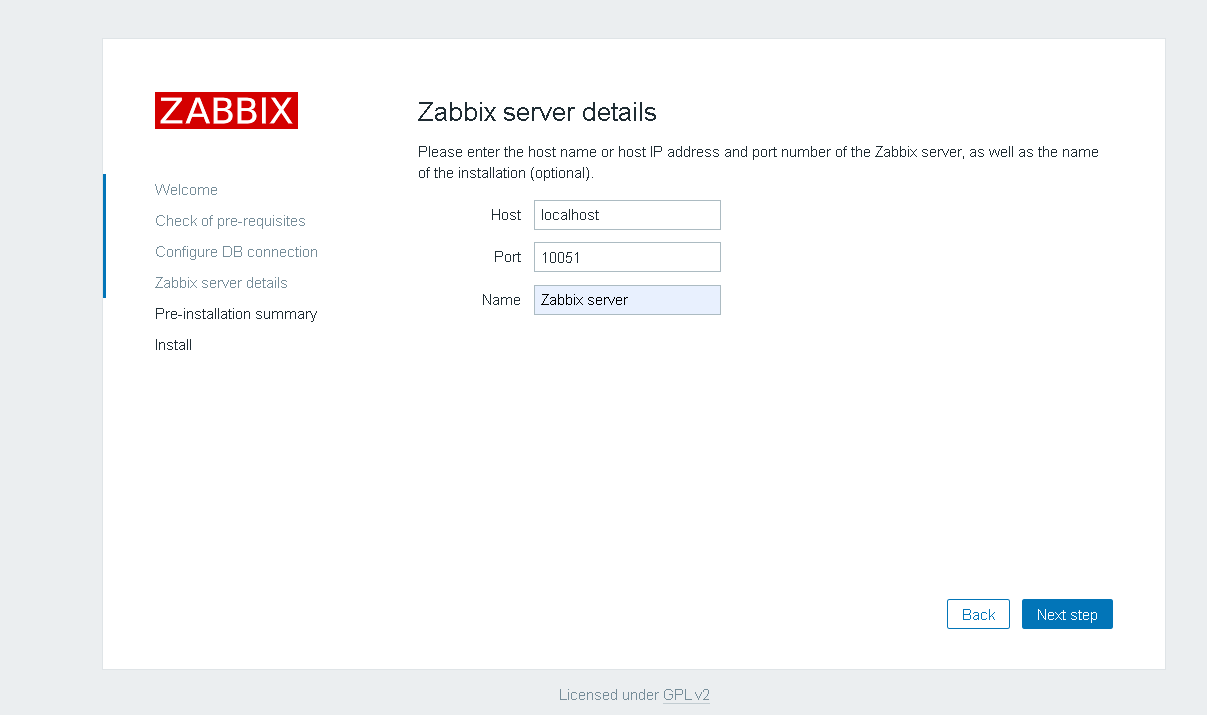 ZABBIX
Welcome
Check of pre-requisites
Configure DB connection
Zabbix server details
Pre-installation summary
Install
Zabbix server details
Please enter the host name or host IP address and port number of the Zabbix server, as well as the name
of the installation (optional).
Host localhost
Port 10051
Name Zabbix server
Back Next step
Licensed under GPL v2